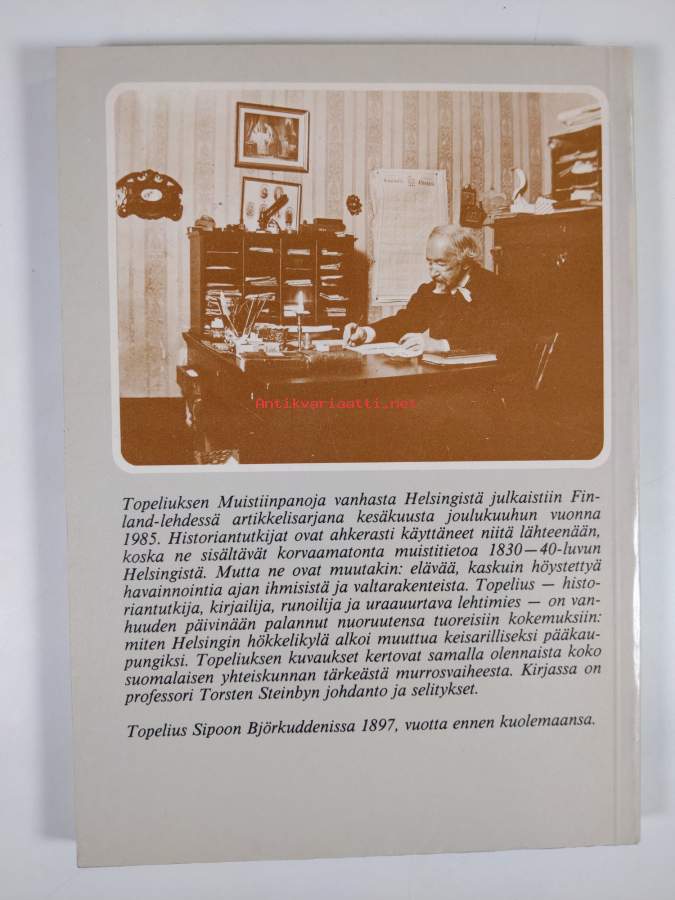 Antikvariaatti.net
Topeliuksen Muistiinpanoja vanhasta Helsingistä julkaistiin Fin-
land-lehdessä artikkelisarjana kesäkuusta joulukuuhun vuonna
1985. Historiantutkijat ovat ahkerasti käyttäneet niitä lähteenään,
koska ne sisältävät korvaamatonta muistitietoa 1830—40-luvun
Helsingistä. Mutta ne ovat muutakin: elävää, kaskuin höystettyä
havainnointia ajan ihmisistä ja valtarakenteista. Topelius — histo-
riantutkija, kirjailija, runoilija ja uraauurtava lehtimies — on van-
huuden päivinään palannut nuoruutensa tuoreisiin kokemuksiin:
miten Helsingin hökkelikylä alkoi muuttua keisarilliseksi pääkau-
pungiksi. Topeliuksen kuvaukset kertovat samalla olennaista koko
suomalaisen yhteiskunnan tärkeästä murrosvaiheesta. Kirjassa on
professori Torsten Steinbyn johdanto ja selitykset.
Topelius Sipoon Björkuddenissa 1897, vuotta ennen kuolemaansa.